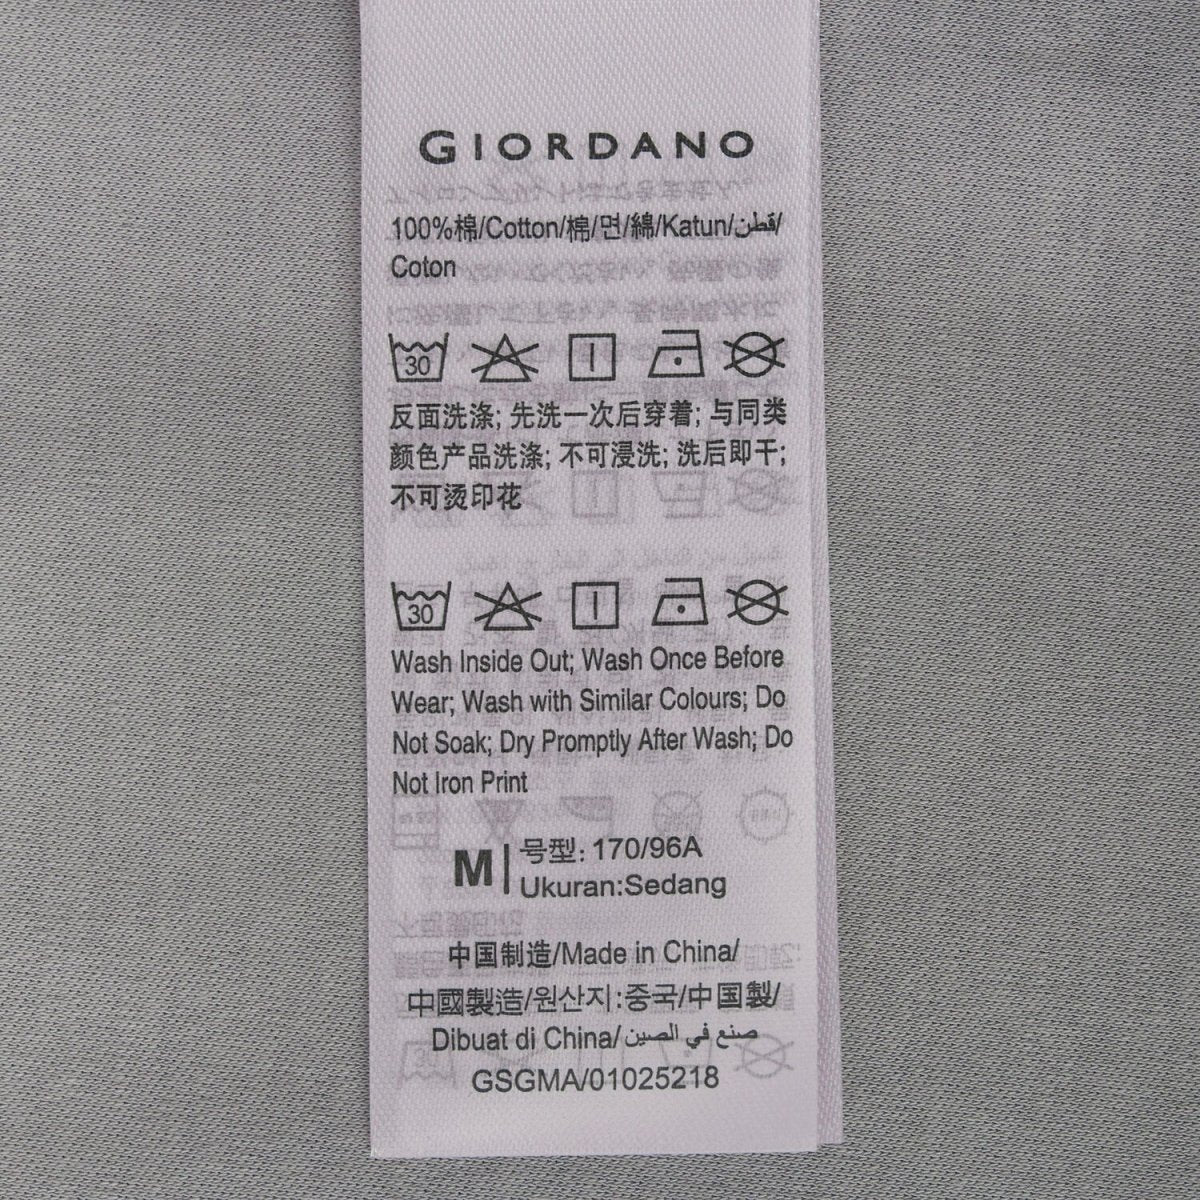 GIORDANO
100%棉/Cotton/棉/면/綿/Katun/قطن/
Coton
30
反面洗涤; 先洗一次后穿着; 与同类
颜色产品洗涤; 不可浸洗; 洗后即干;
不可烫印花
30
Wash Inside Out; Wash Once Before
Wear; Wash with Similar Colours; Do
Not Soak; Dry Promptly After Wash; Do
Not Iron Print
M 号型: 170/96A
Ukuran:Sedang
中国制造/Made in China/
中國製造/원산지:중국/中国製/
Dibuat di China/صنع في الصين
GSGMA/01025218